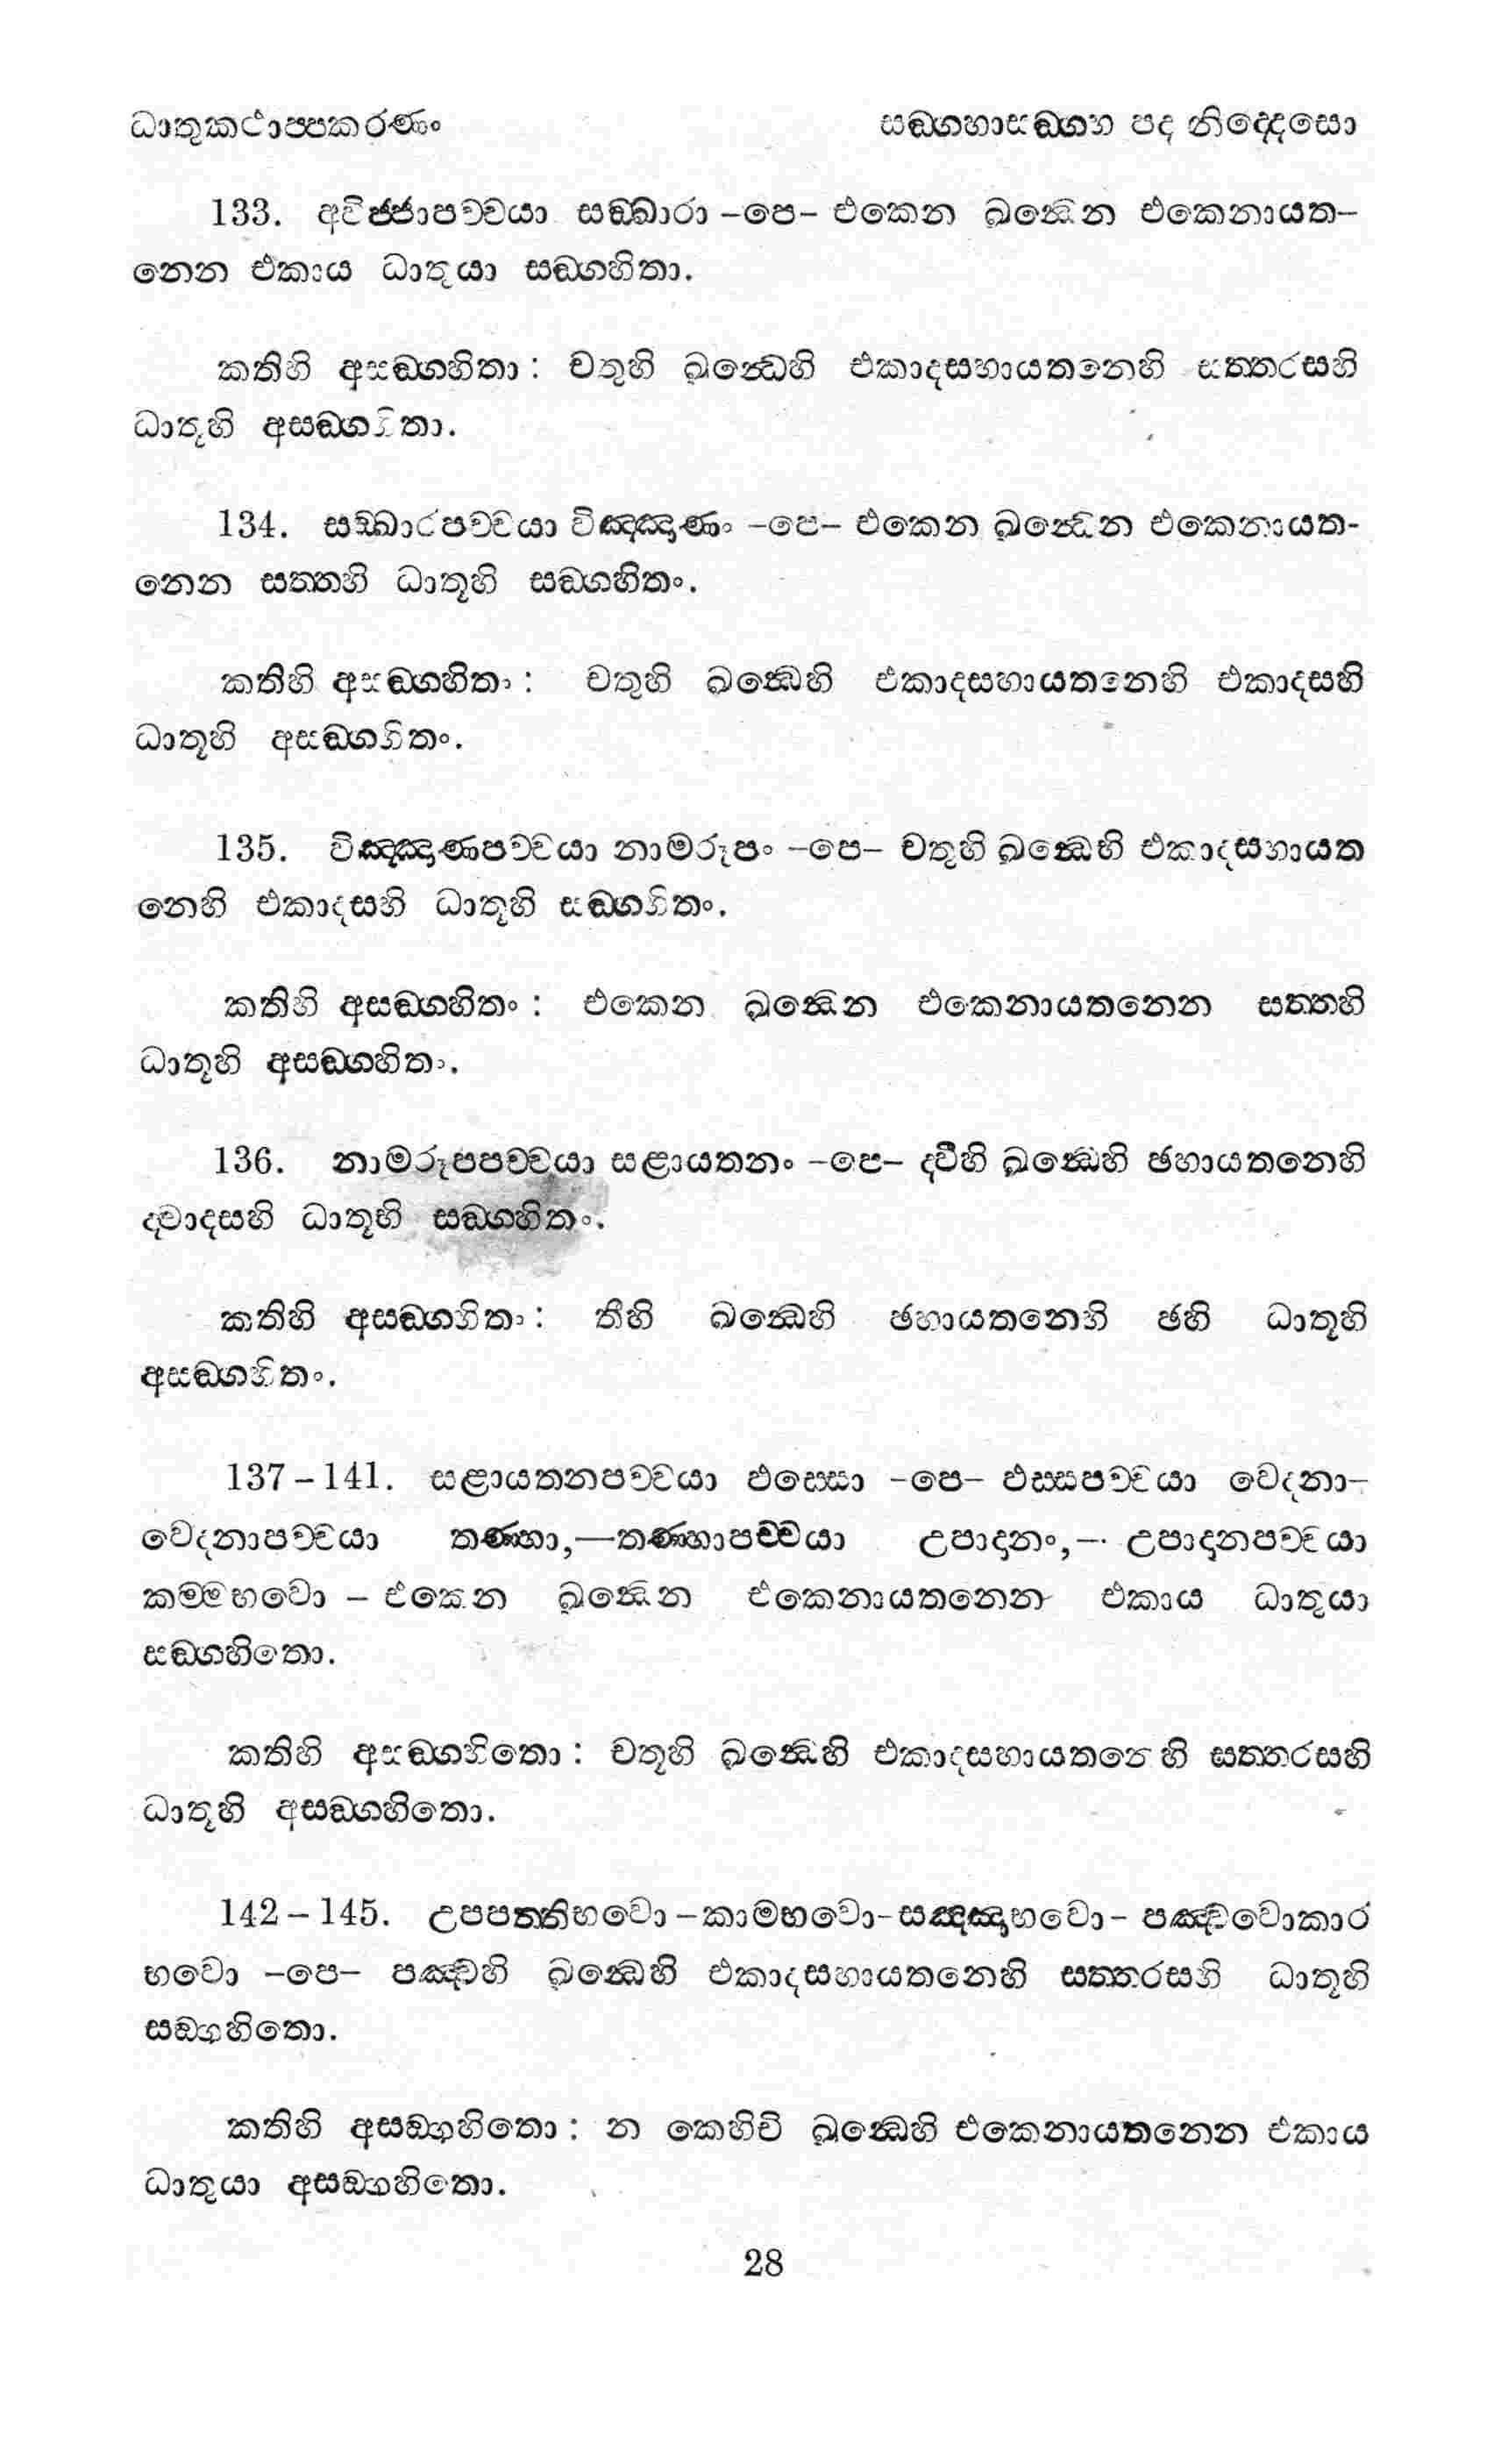 ධාතුකථාප්පකරණං සඞ්ගහාසඞ්ගහ පද නිද්දෙසො
133. අවිජ්ජාපච්චයා සඞ්ඛාරා -පෙ- එකෙන ඛන්ධෙන එකෙනායත-
නෙන එකාය ධාතුයා සඞ්ගහිතා.
කතිහි අසඞ්ගහිතා : චතුහි ඛන්ධෙහි එකාදසහායතනෙහි සත්තරසහි
ධාතූහි අසඞ්ගහිතා.
134. සඞ්ඛාරපච්චයා විඤ්ඤාණං -පෙ- එකෙන ඛන්ධෙන එකෙනායත-
නෙන සත්තහි ධාතූහි සඞ්ගහිතං.
කතිහි අසඞ්ගහිතං : චතුහි ඛන්ධෙහි එකාදසහායතනෙහි එකාදසහි
ධාතූහි අසඞ්ගහිතං.
135. විඤ්ඤාණපච්චයා නාමරූපං -පෙ- චතුහි ඛන්ධෙහි එකාදසහායත
නෙහි එකාදසහි ධාතූහි සඞ්ගහිතං.
කතිහි අසඞ්ගහිතං : එකෙන ඛන්ධෙන එකෙනායතනෙන සත්තහි
ධාතූහි අසඞ්ගහිතං.
136. නාමරූපපච්චයා සළායතනං -පෙ- ද්වීහි ඛන්ධෙහි ඡහායතනෙහි
ද්වාදසහි ධාතූහි සඞ්ගහිතං.
කතිහි අසඞ්ගහිතං : තීහි ඛන්ධෙහි ඡහායතනෙහි ඡහි ධාතූහි
අසඞ්ගහිතං.
137 – 141. සළායතනපච්චයා ඵස්සො -පෙ- ඵස්සපච්චයා වෙදනා-
වෙදනාපච්චයා තණ්හා,—තණ්හාපච්චයා උපාදානං,— උපාදානපච්චයා
කම්මභවො – එකෙන ඛන්ධෙන එකෙනායතනෙන එකාය ධාතුයා
සඞ්ගහිතො.
කතිහි අසඞ්ගහිතො : චතූහි ඛන්ධෙහි එකාදසහායතනෙහි සත්තරසහි
ධාතූහි අසඞ්ගහිතො.
142 – 145. උපපත්තිභවො – කාමභවො- සඤ්ඤාභවො- පඤ්චවොකාර
භවො -පෙ- පඤ්චහි ඛන්ධෙහි එකාදසහායතනෙහි සත්තරසහි ධාතූහි
සඞ්ගහිතො.
කතිහි අසඞ්ගහිතො : න කෙහිචි ඛන්ධෙහි එකෙනායතනෙන එකාය
ධාතුයා අසඞ්ගහිතො.
28